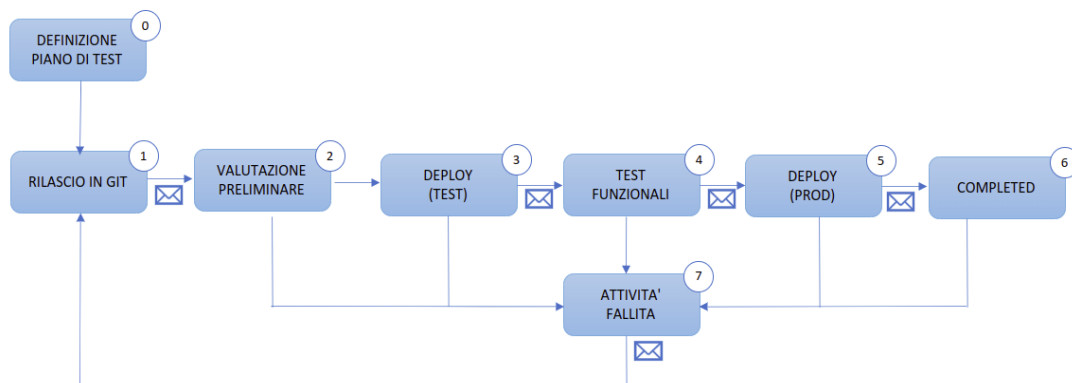 0
DEFINIZIONE
PIANO DI TEST
1
RILASCIO IN GIT
2
VALUTAZIONE
PRELIMINARE
3
DEPLOY
(TEST)
4
TEST
FUNZIONALI
5
DEPLOY
(PROD)
6
COMPLETED
7
ATTIVITA'
FALLITA